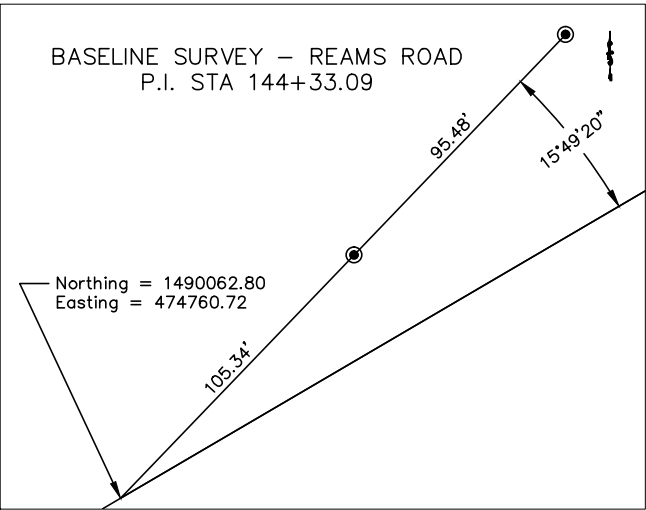 BASELINE SURVEY – REAMS ROAD
P.I. STA 144+33.09
95.48'
15°49'20"
Northing = 1490062.80
Easting = 474760.72
105.34'